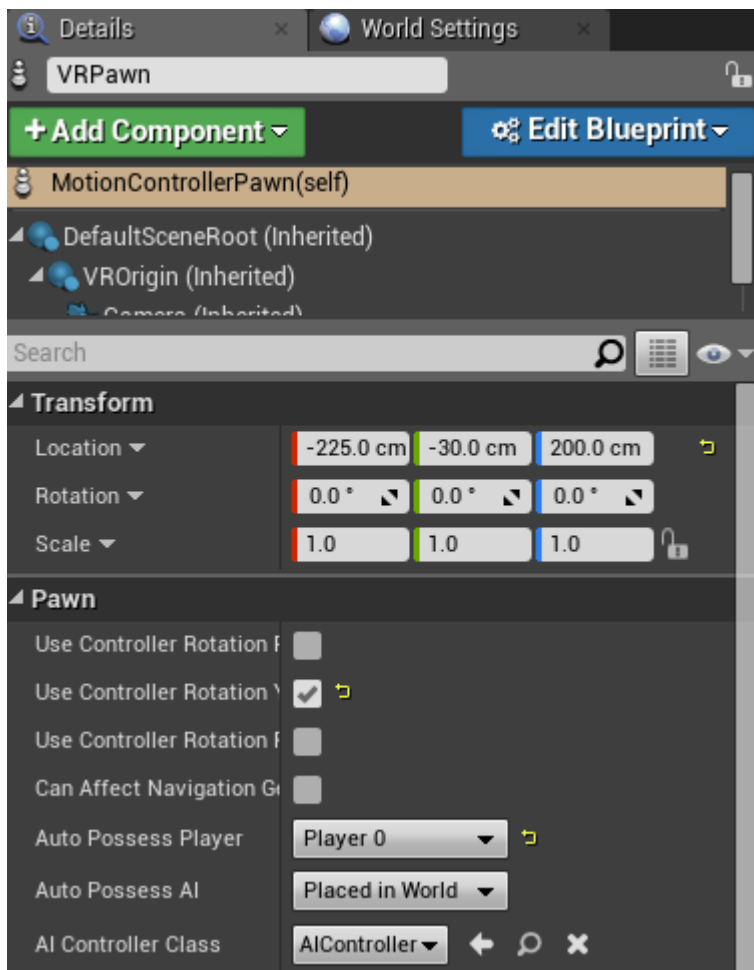 Details World Settings
VRPawn
+ Add Component Edit Blueprint
MotionControllerPawn(self)
DefaultSceneRoot (Inherited)
VROrigin (Inherited)
Camera (Inherited)
Search
Transform
Location -225.0 cm -30.0 cm 200.0 cm
Rotation 0.0 ° 0.0 ° 0.0 °
Scale 1.0 1.0 1.0
Pawn
Use Controller Rotation
Use Controller Rotation
Use Controller Rotation
Can Affect Navigation
Auto Possess Player Player 0
Auto Possess AI Placed in World
AI Controller Class AIController